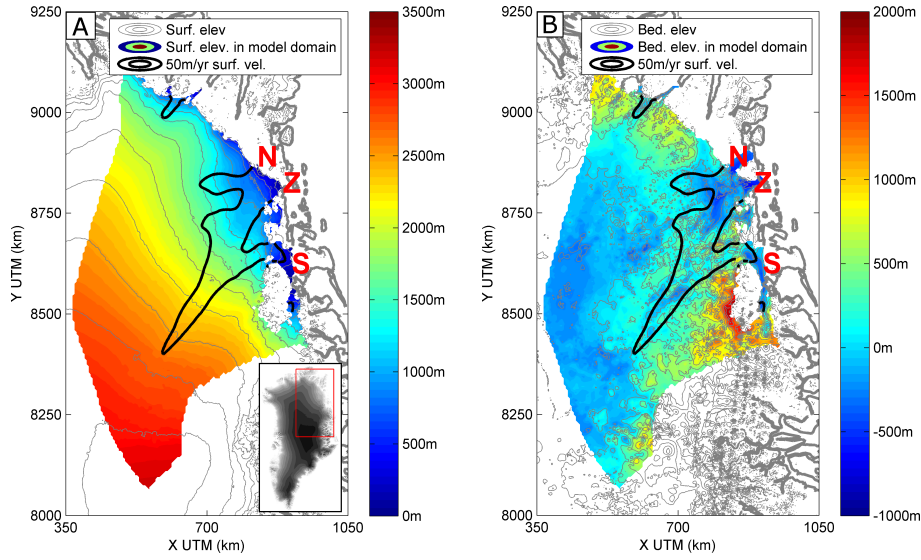 A
Surf. elev
Surf. elev. in model domain
50m/yr surf. vel.
9250
9000
8750
8500
8250
8000
Y UTM (km)
350
700
1050
X UTM (km)
N
Z
S
3500m
3000m
2500m
2000m
1500m
1000m
500m
0m
B
Bed. elev
Bed. elev. in model domain
50m/yr surf. vel.
9250
9000
8750
8500
8250
8000
Y UTM (km)
350
700
1050
X UTM (km)
N
Z
S
2000m
1500m
1000m
500m
0m
-500m
-1000m